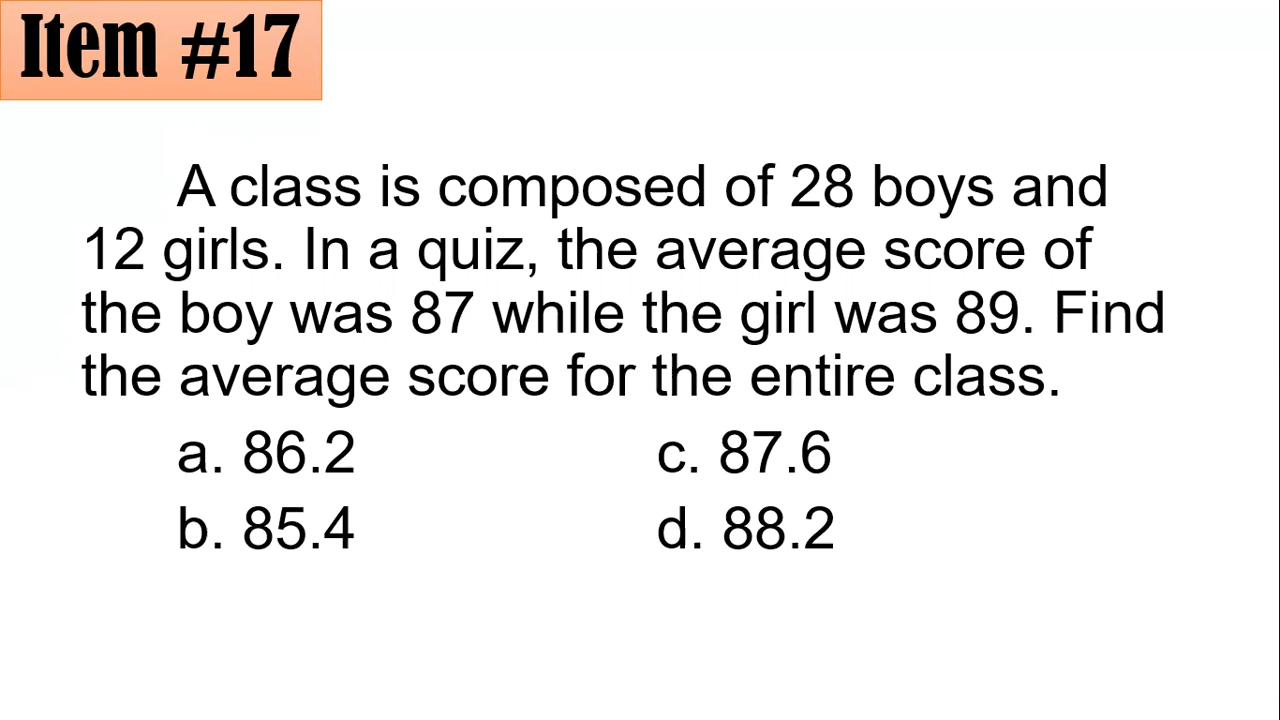 Item #17
A class is composed of 28 boys and
12 girls. In a quiz, the average score of
the boy was 87 while the girl was 89. Find
the average score for the entire class.
a. 86.2 c. 87.6
b. 85.4 d. 88.2